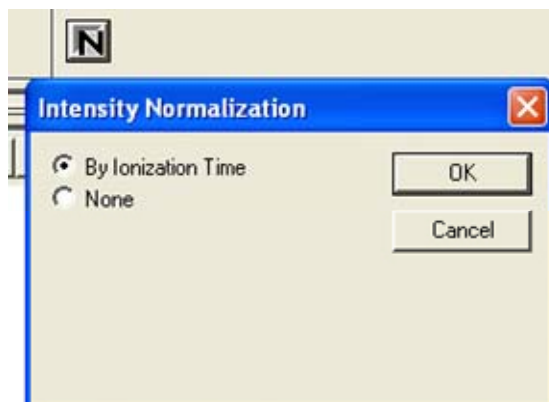 N
Intensity Normalization
By Ionization Time
None
OK
Cancel